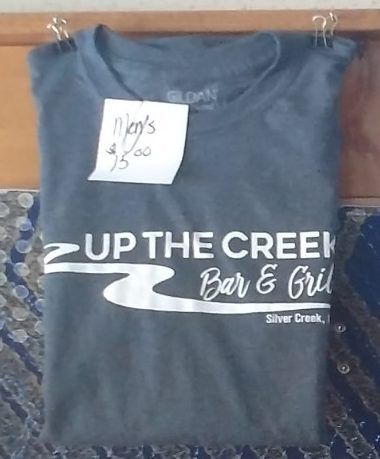 GILDAN
Men's
$15.00
UP THE CREEK
Bar & Gril
Silver Creek,